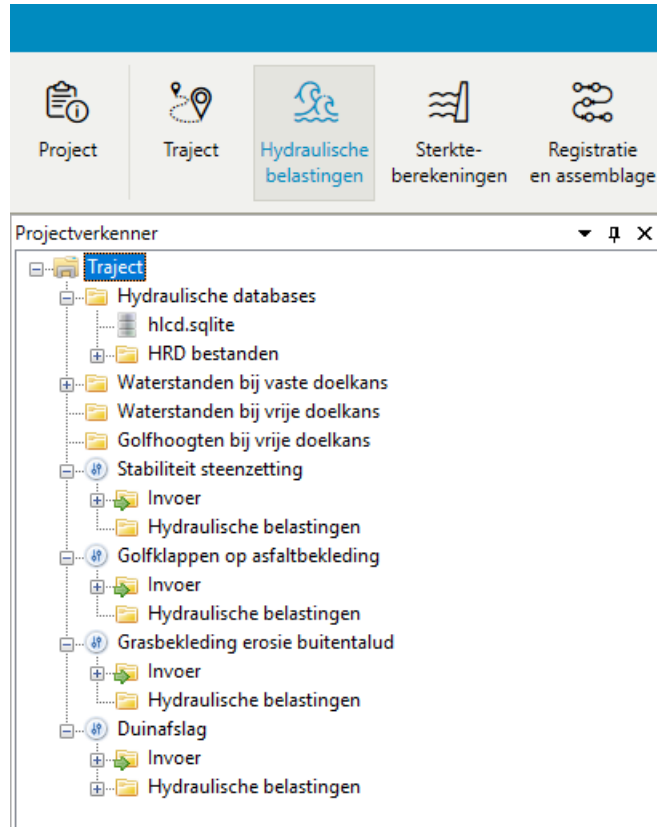 Project
Traject
Hydraulische
belastingen
Sterkte-
berekeningen
Registratie
en assemblage
Projectverkenner
Traject
Hydraulische databases
hlcd.sqlite
HRD bestanden
Waterstanden bij vaste doelkans
Waterstanden bij vrije doelkans
Golfhoogten bij vrije doelkans
Stabiliteit steenzetting
Invoer
Hydraulische belastingen
Golfklappen op asfaltbekleding
Invoer
Hydraulische belastingen
Grasbekleding erosie buitentalud
Invoer
Hydraulische belastingen
Duinafslag
Invoer
Hydraulische belastingen